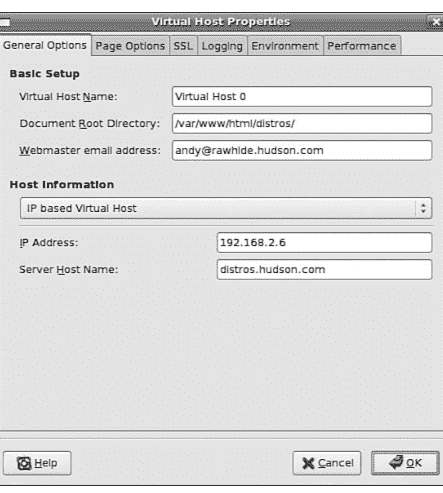 Virtual Host Properties
General Options Page Options SSL Logging Environment Performance
Basic Setup
Virtual Host Name: Virtual Host 0
Document Root Directory: /var/www/html/distros/
Webmaster email address: andy@rawhide.hudson.com
Host Information
IP based Virtual Host
IP Address: 192.168.2.6
Server Host Name: distros.hudson.com
Help Cancel OK